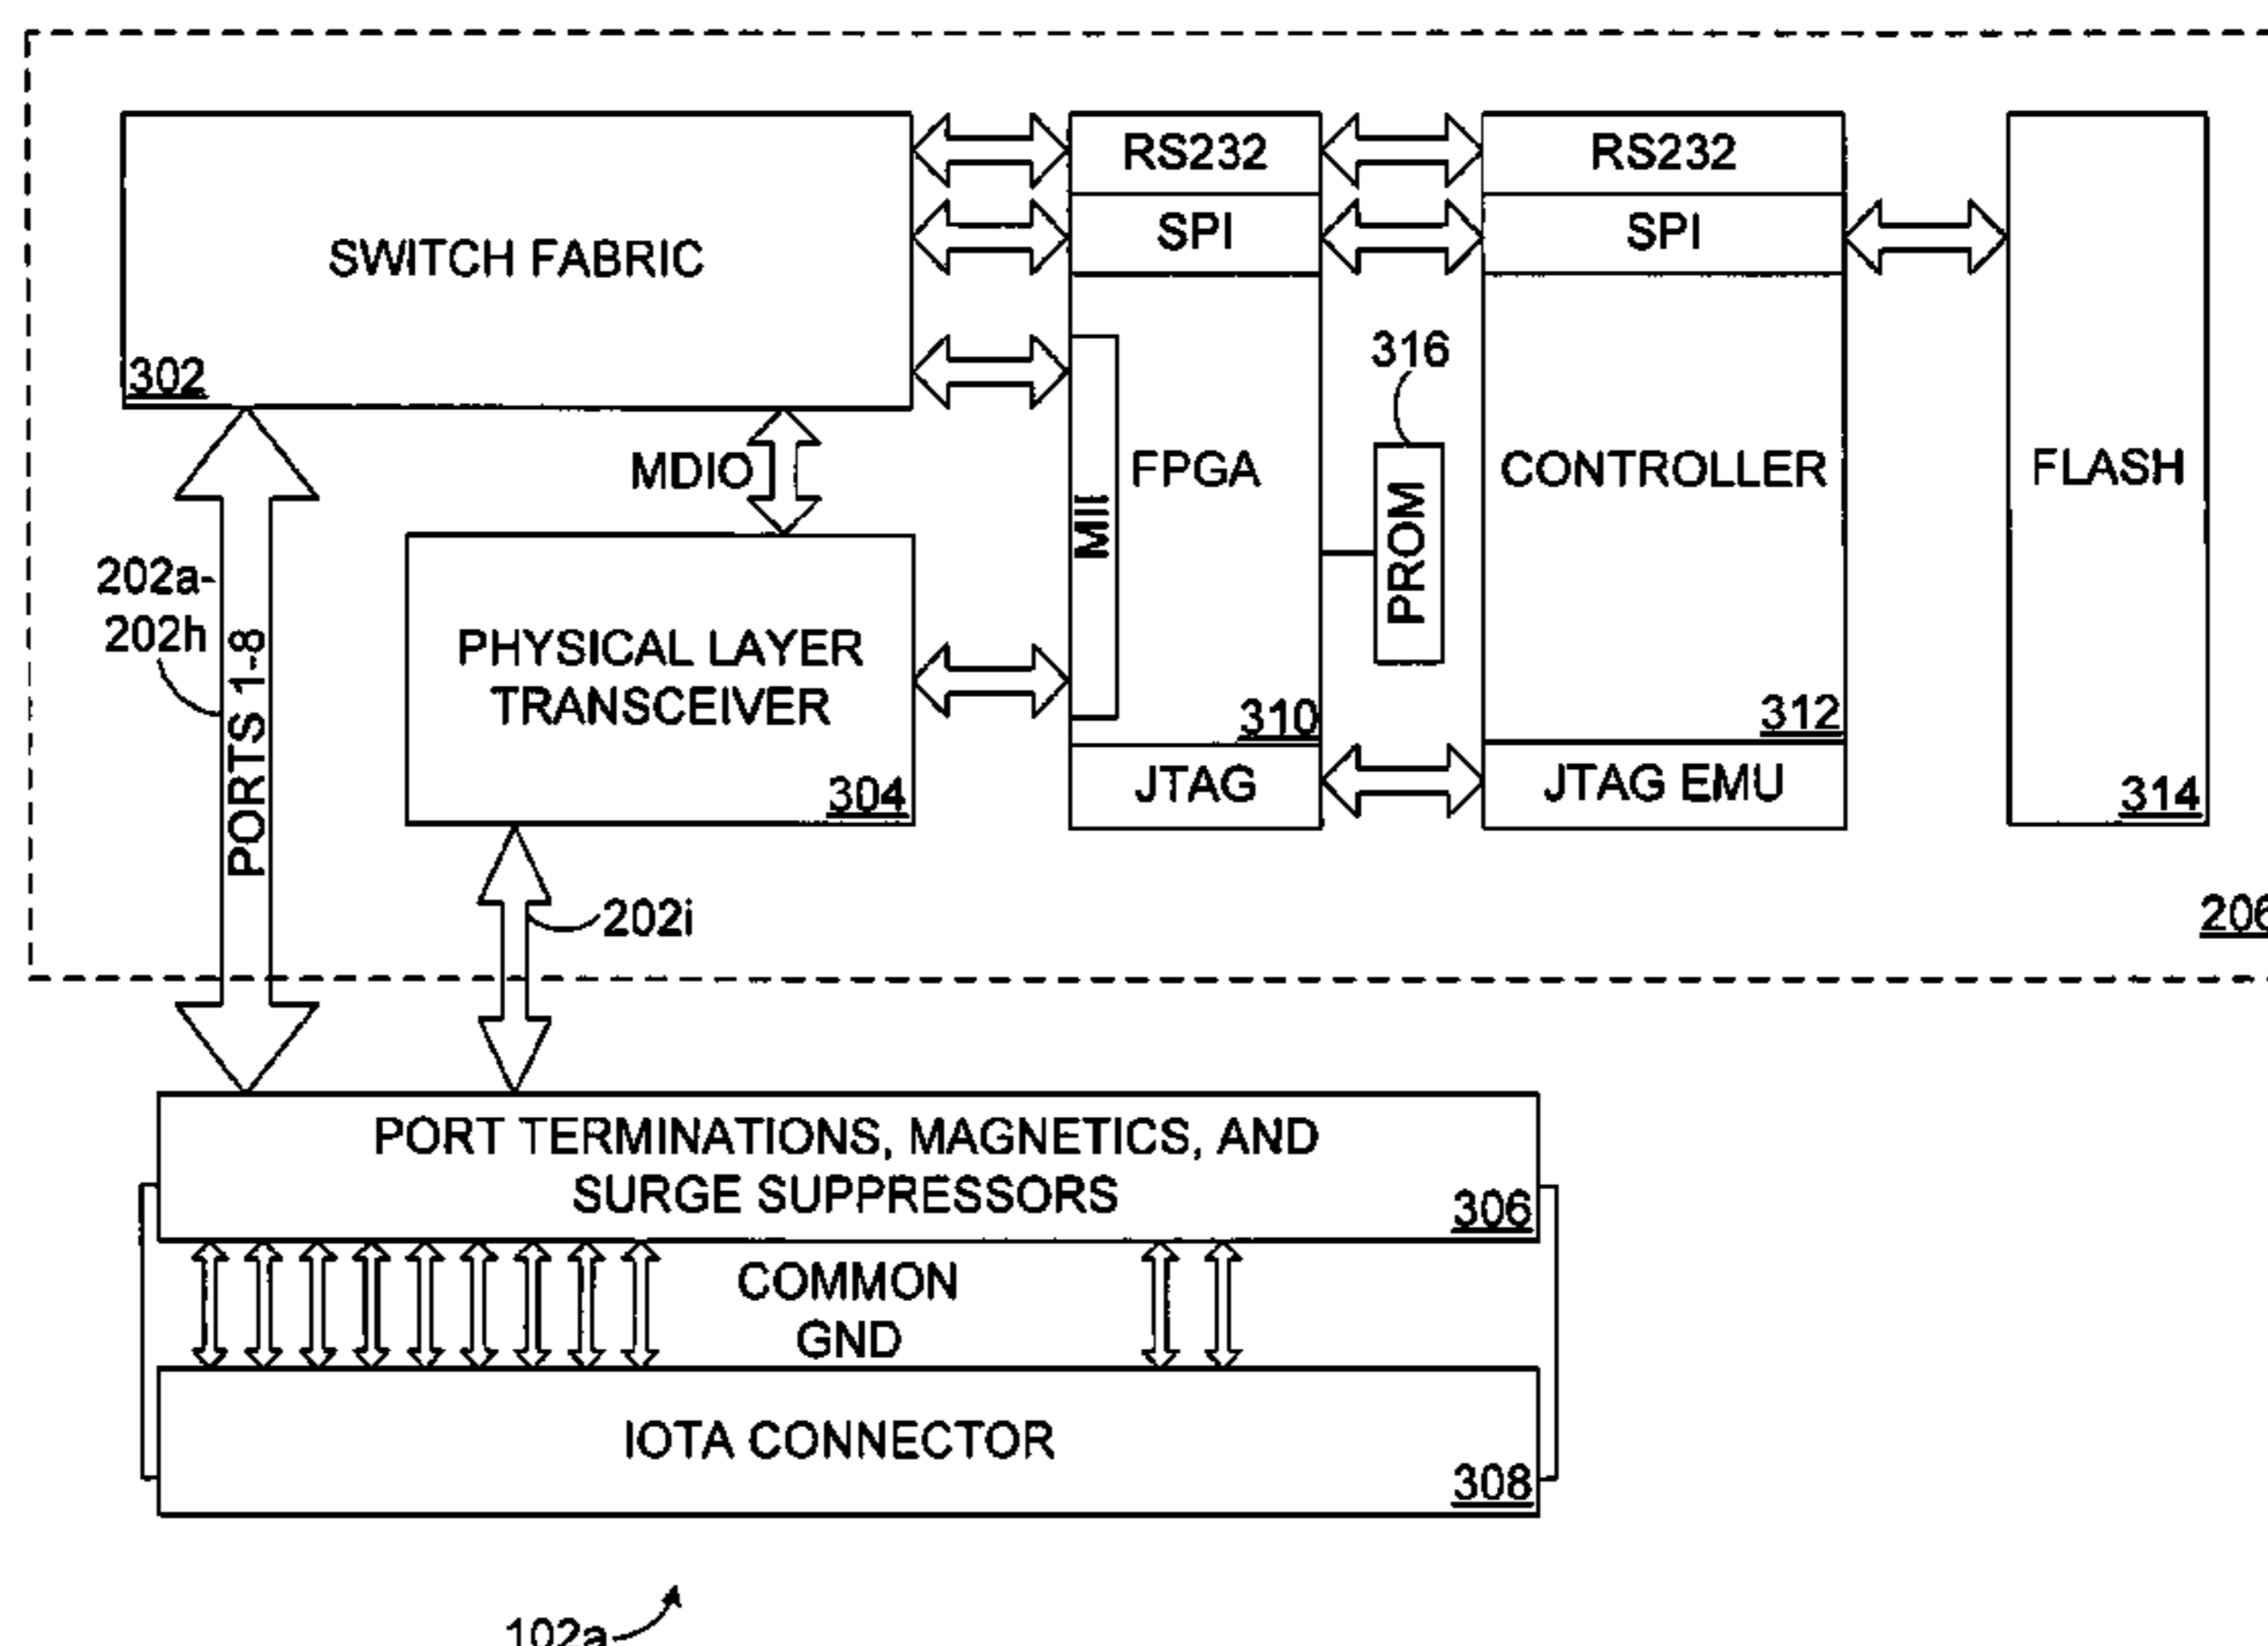 RS232
RS232
SWITCH FABRIC
SPI
SPI
302
316
MDIO
FPGA
PROM
CONTROLLER
FLASH
MII
202a-
202h
PORTS 1-8
PHYSICAL LAYER
TRANSCEIVER
304
310
312
JTAG
JTAG EMU
314
202i
206
PORT TERMINATIONS, MAGNETICS, AND
SURGE SUPPRESSORS
306
COMMON
GND
IOTA CONNECTOR
308
102a